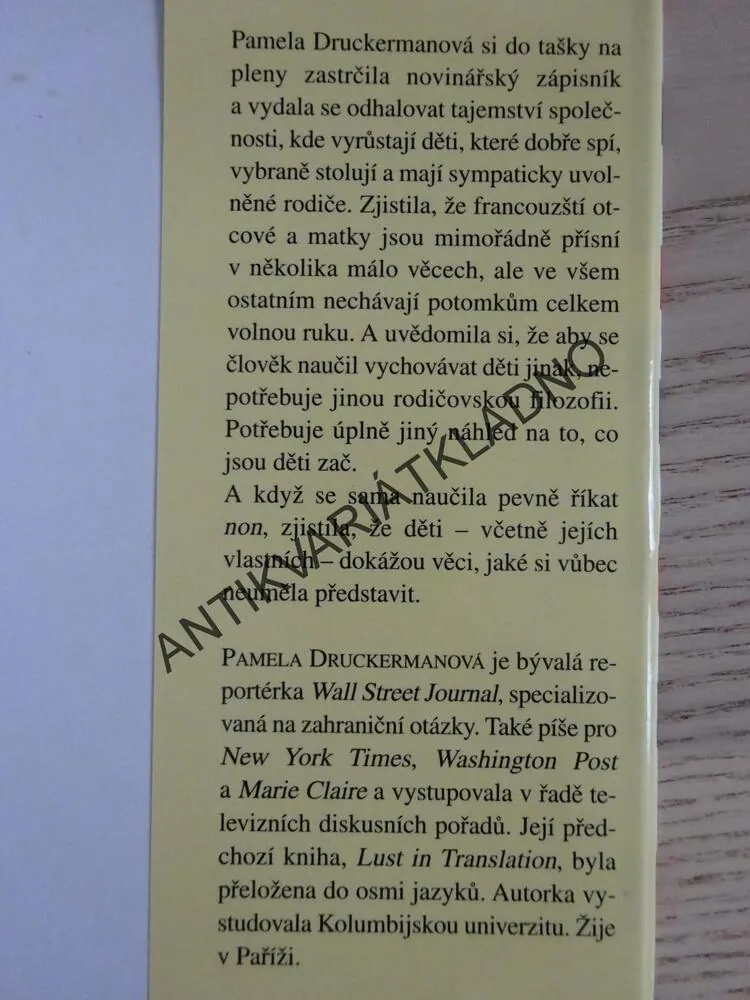 Pamela Druckermanová si do tašky na
pleny zastrčila novinářský zápisník
a vydala se odhalovat tajemství společ-
nosti, kde vyrůstají děti, které dobře spí,
vybraně stolují a mají sympaticky uvol-
něné rodiče. Zjistila, že francouzští ot-
cové a matky jsou mimořádně přísní
v několika málo věcech, ale ve všem
ostatním nechávají potomkům celkem
volnou ruku. A uvědomila si, že aby se
člověk naučil vychovávat děti jinak, ne-
potřebuje jinou rodičovskou filozofii.
Potřebuje úplně jiný náhled na to, co
jsou děti zač.
A když se sama naučila pevně říkat
non, zjistila, že děti – včetně jejích
vlastních – dokážou věci, jaké si vůbec
neuměla představit.
PAMELA DRUCKERMANOVÁ je bývalá re-
portérka Wall Street Journal, specializo-
vaná na zahraniční otázky. Také píše pro
New York Times, Washington Post
a Marie Claire a vystupovala v řadě te-
levizních diskusních pořadů. Její před-
chozí kniha, Lust in Translation, byla
přeložena do osmi jazyků. Autorka vy-
studovala Kolumbijskou univerzitu. Žije
v Paříži.
ANTIKVARIÁTKLADNO